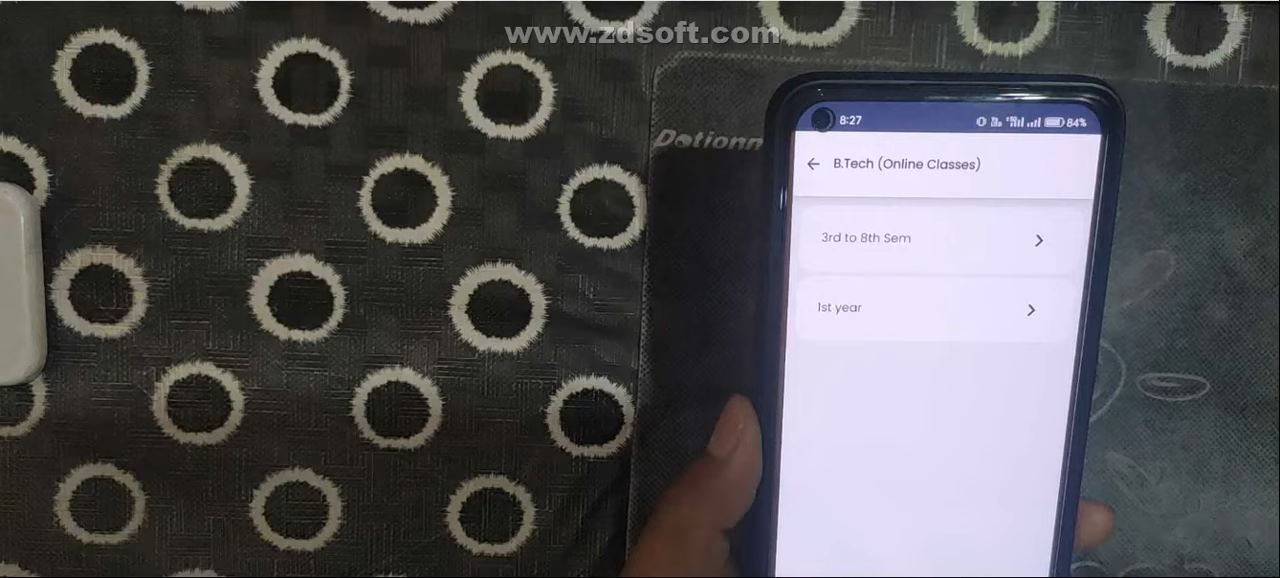 www.zdsoft.com
8:27
84%
B.Tech (Online Classes)
3rd to 8th Sem
1st year